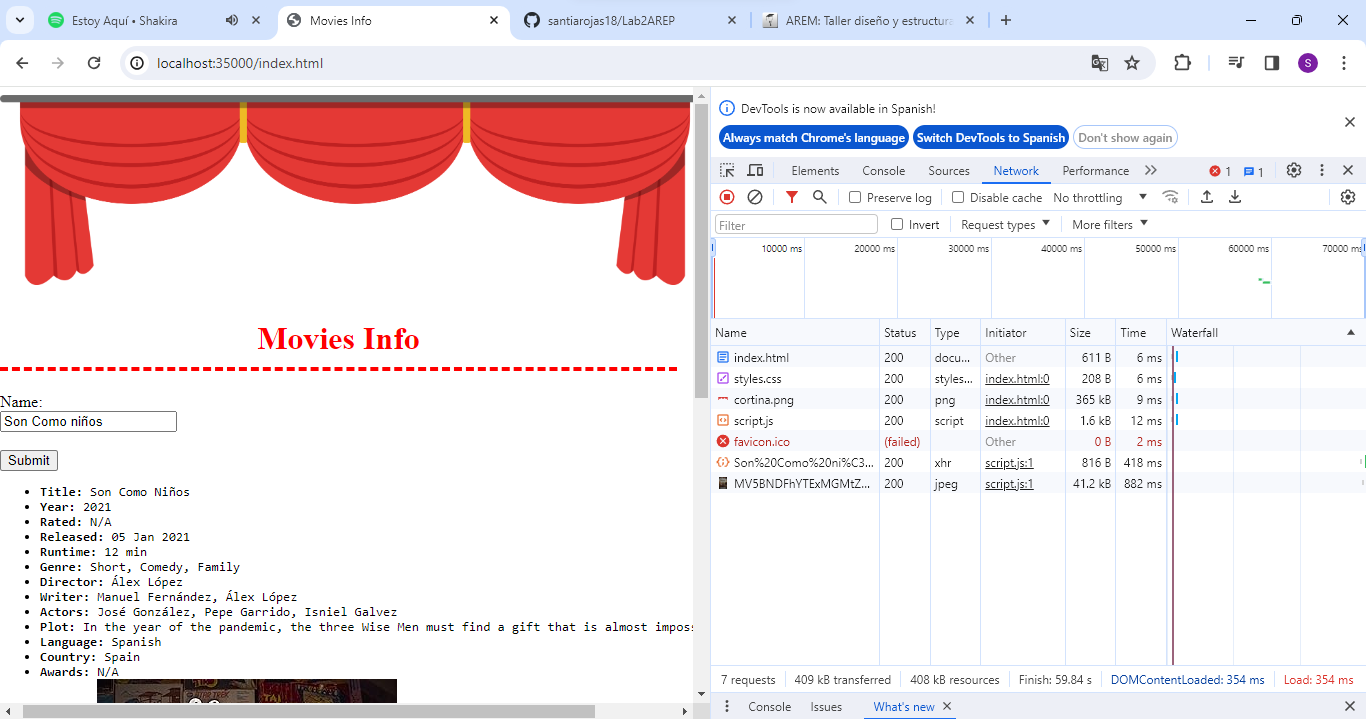 Estoy Aquí • Shakira
Movies Info
santiarojas18/Lab2AREP
AREM: Taller diseño y estructura
localhost:35000/index.html
S
DevTools is now available in Spanish!
Always match Chrome's language
Switch DevTools to Spanish
Don't show again
Elements
Console
Sources
Network
Performance
1
1
Preserve log
Disable cache
No throttling
Filter
Invert
Request types
More filters
10000 ms
20000 ms
30000 ms
40000 ms
50000 ms
60000 ms
70000 ms
Name Status Type Initiator Size Time Waterfall
index.html 200 docu... Other 611 B 6 ms
styles.css 200 styles... index.html:0 208 B 6 ms
cortina.png 200 png index.html:0 365 kB 9 ms
script.js 200 script index.html:0 1.6 kB 12 ms
favicon.ico (failed) Other 0 B 2 ms
Son%20Como%20ni%C3... 200 xhr script.js:1 816 B 418 ms
MV5BNDFhYTExMGMtZ... 200 jpeg script.js:1 41.2 kB 882 ms
7 requests 409 kB transferred 408 kB resources Finish: 59.84 s DOMContentLoaded: 354 ms Load: 354 ms
Console
Issues
What's new
Movies Info
Name:
Son Como niños
Submit
Title: Son Como Niños
Year: 2021
Rated: N/A
Released: 05 Jan 2021
Runtime: 12 min
Genre: Short, Comedy, Family
Director: Álex López
Writer: Manuel Fernández, Álex López
Actors: José González, Pepe Garrido, Isniel Galvez
Plot: In the year of the pandemic, the three Wise Men must find a gift that is almost imposs
Language: Spanish
Country: Spain
Awards: N/A